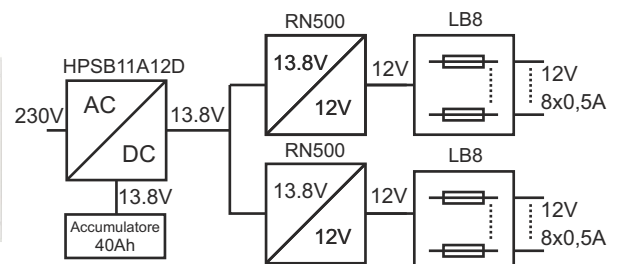 HPSB11A12D
230V
AC
DC
13.8V
13.8V
Accumulatore
40Ah
RN500
13.8V
12V
12V
LB8
12V
8x0,5A
RN500
13.8V
12V
12V
LB8
12V
8x0,5A